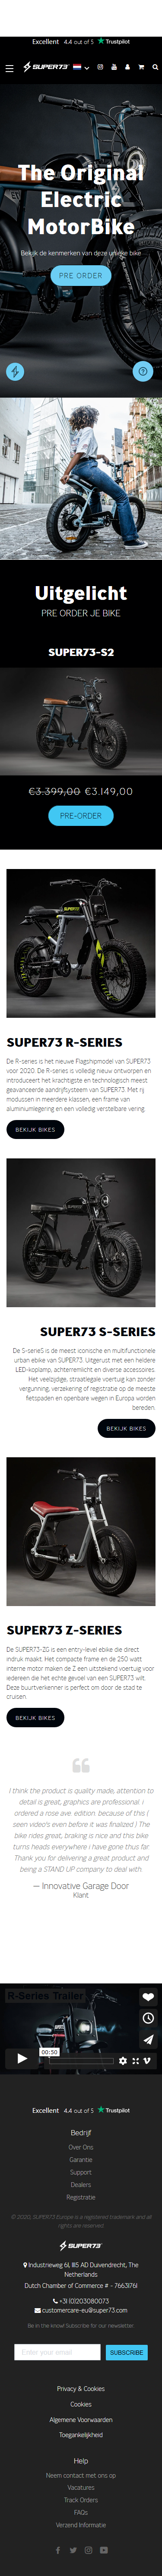 Excellent 4.4 out of 5 Trustpilot
SUPER73
The Original
Electric
MotorBike
Bekijk de kenmerken van deze unieke bike
PRE ORDER
Uitgelicht
PRE ORDER JE BIKE
SUPER73-S2
€3.399,00 €3.149,00
PRE-ORDER
SUPER73 R-SERIES
De R-series is het nieuwe Flagshipmodel van SUPER73
voor 2020. De R-series is volledig nieuw ontworpen en
introduceert het krachtigste en technologisch meest
geavanceerde aandrijfsysteem van SUPER73. Met rij
modussen in meerdere klassen, een frame van
aluminiumlegering en een volledig verstelbare vering.
BEKIJK BIKES
SUPER73 S-SERIES
De S-serieS is de meest iconische en multifunctionele
urban ebike van SUPER73. Uitgerust met een heldere
LED-koplamp, achterremlicht en diverse accessoires.
Het veelzijdige, straatlegale voertuig kan zonder
vergunning, verzekering of registratie op de meeste
fietspaden en openbare wegen in Europa worden
bereden.
BEKIJK BIKES
SUPER73 Z-SERIES
De SUPER73-ZG is een entry-level ebike die direct
indruk maakt. Het compacte frame en de 250 watt
interne motor maken de Z een uitstekend voertuig voor
iedereen die het echte gevoel van een SUPER73 wilt.
Deze buurtverkenner is perfect om door de stad te
cruisen.
BEKIJK BIKES
I think the product is quality made, attention to
detail is great, graphics are professional. i
ordered a rose ave. edition. because of this (
seen video's even before it was finalized ) The
bike rides great, braking is nice and this bike
turns heads everywhere i have gone thus far.
Thank you for delivering a great product and
being a STAND UP company to deal with.
— Innovative Garage Door
Klant
R-Series Trailer
00:50
Excellent 4.4 out of 5 Trustpilot
Bedrijf
Over Ons
Garantie
Support
Dealers
Registratie
© 2020, SUPER73 Europe is a registered trademark and all
rights are reserved
SUPER73
Industrieweg 6L 1115 AD Duivendrecht, The
Netherlands
Dutch Chamber of Commerce # - 76631761
+31 (0)203080073
customercare-eu@super73.com
Be in the know! Subscribe for our newsletter
Enter your email
SUBSCRIBE
Privacy & Cookies
Cookies
Algemene Voorwaarden
Toegankelijkheid
Help
Neem contact met ons op
Vacatures
Track Orders
FAQs
Verzend Informatie